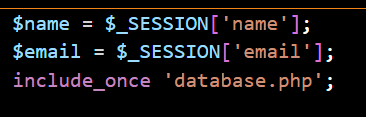 $name = $_SESSION['name'];
$email = $_SESSION['email'];
include_once 'database.php';